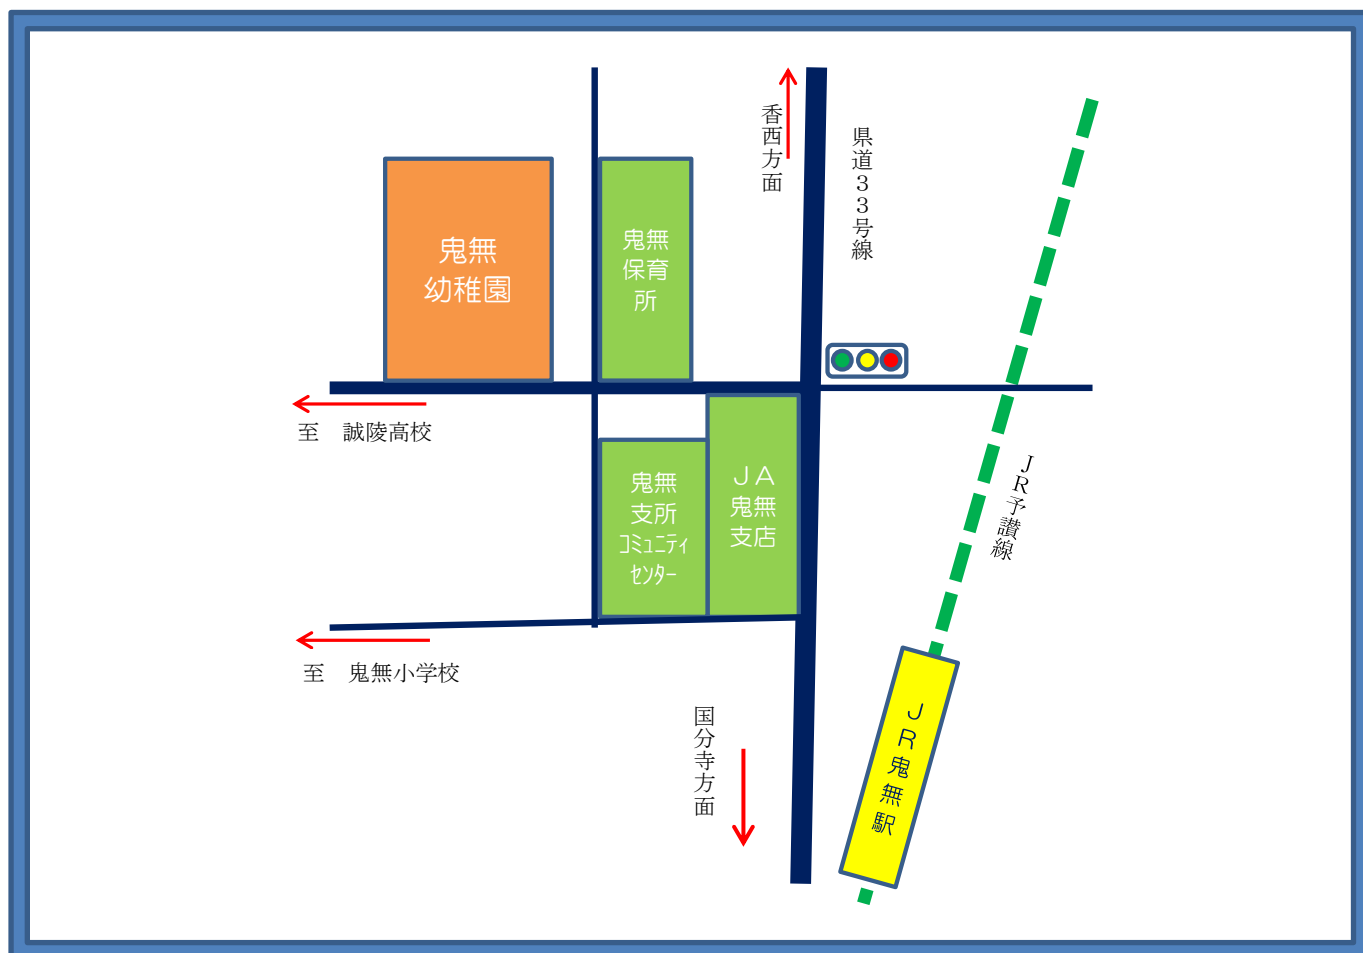 香西方面
県道３３号線
鬼無
幼稚園
鬼無
保育
所
至　誠陵高校
鬼無
支所
コミュニティ
センター
ＪＡ
鬼無
支店
ＪＲ予讃線
至　鬼無小学校
国分寺方面
ＪＲ鬼無駅